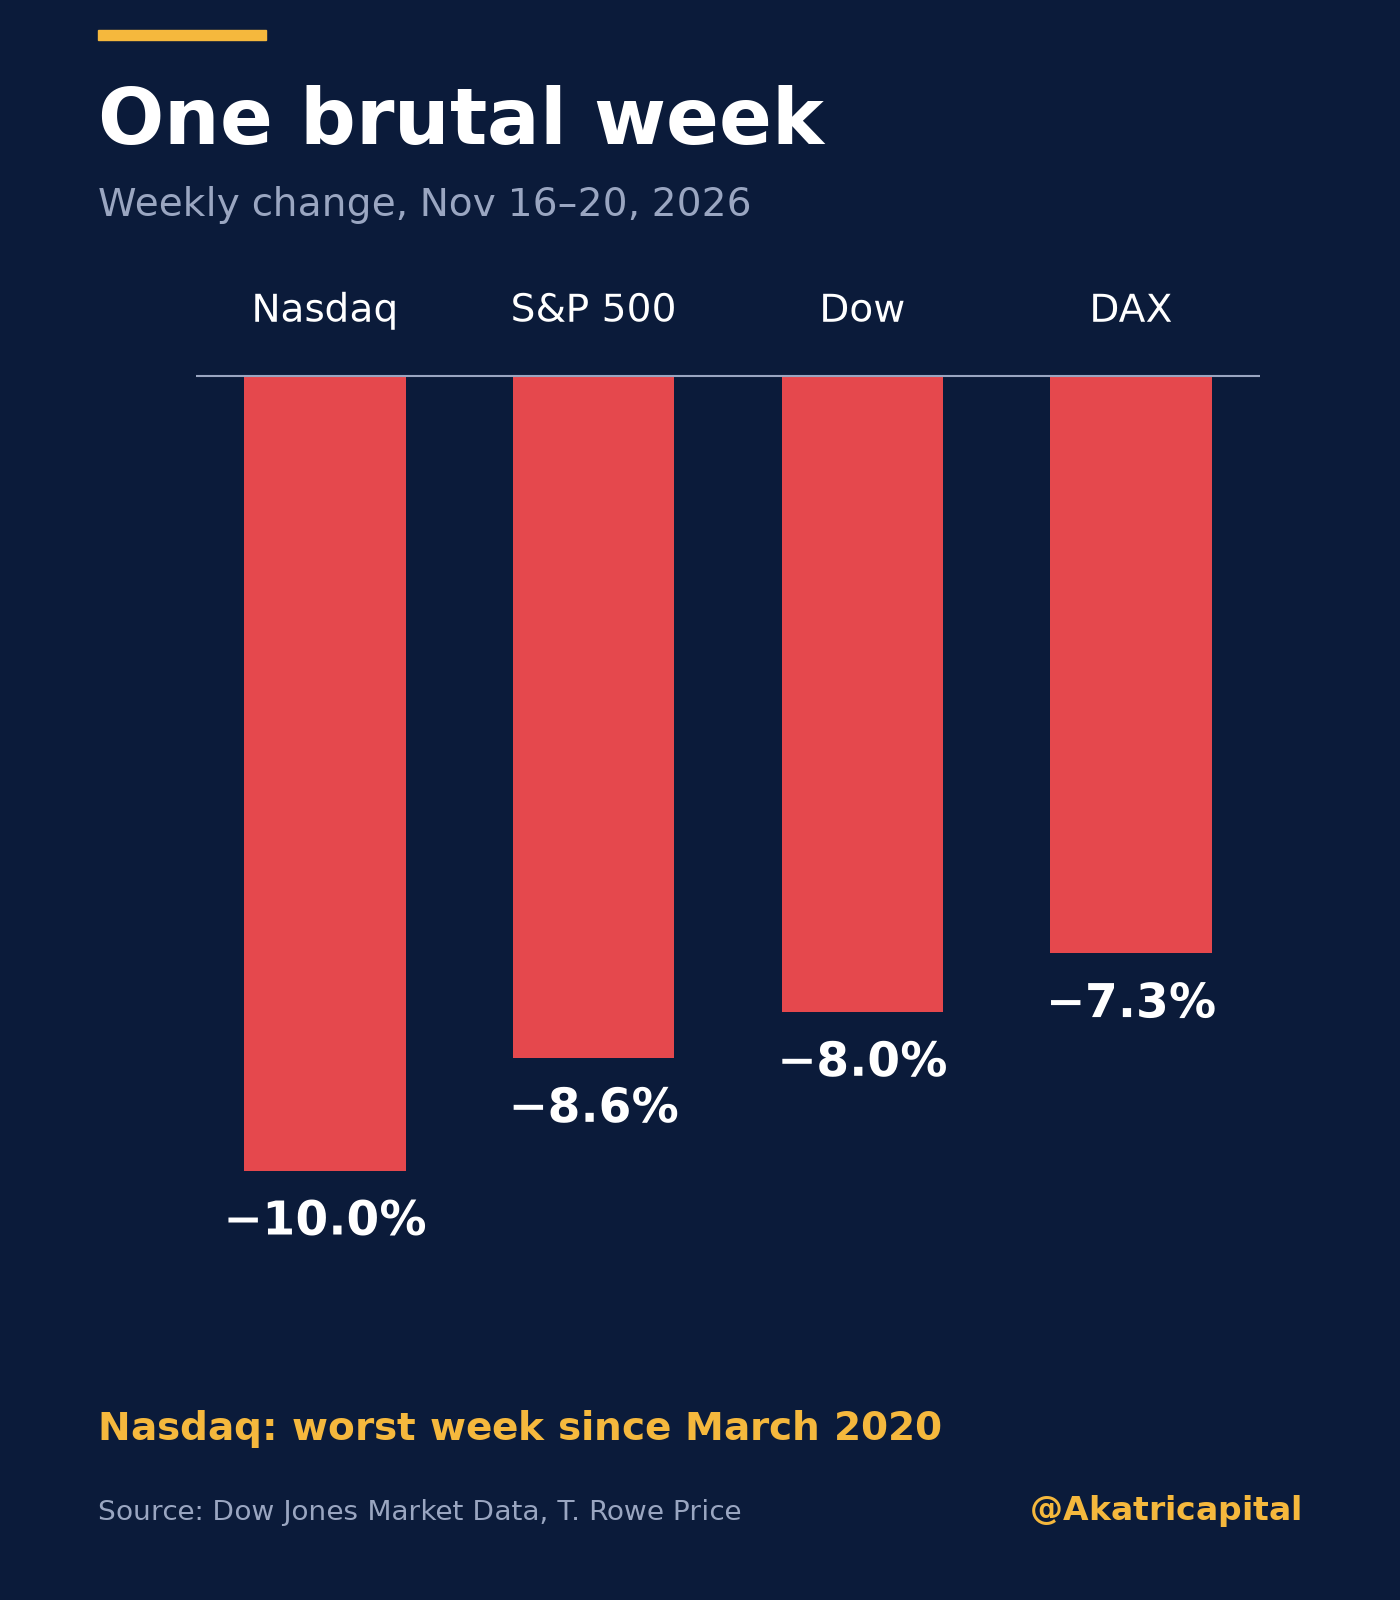 One brutal week
Weekly change, Nov 16–20, 2026
Nasdaq S&P 500 Dow DAX
−7.3%
−8.0%
−8.6%
−10.0%
Nasdaq: worst week since March 2020
Source: Dow Jones Market Data, T. Rowe Price
@Akatricapital